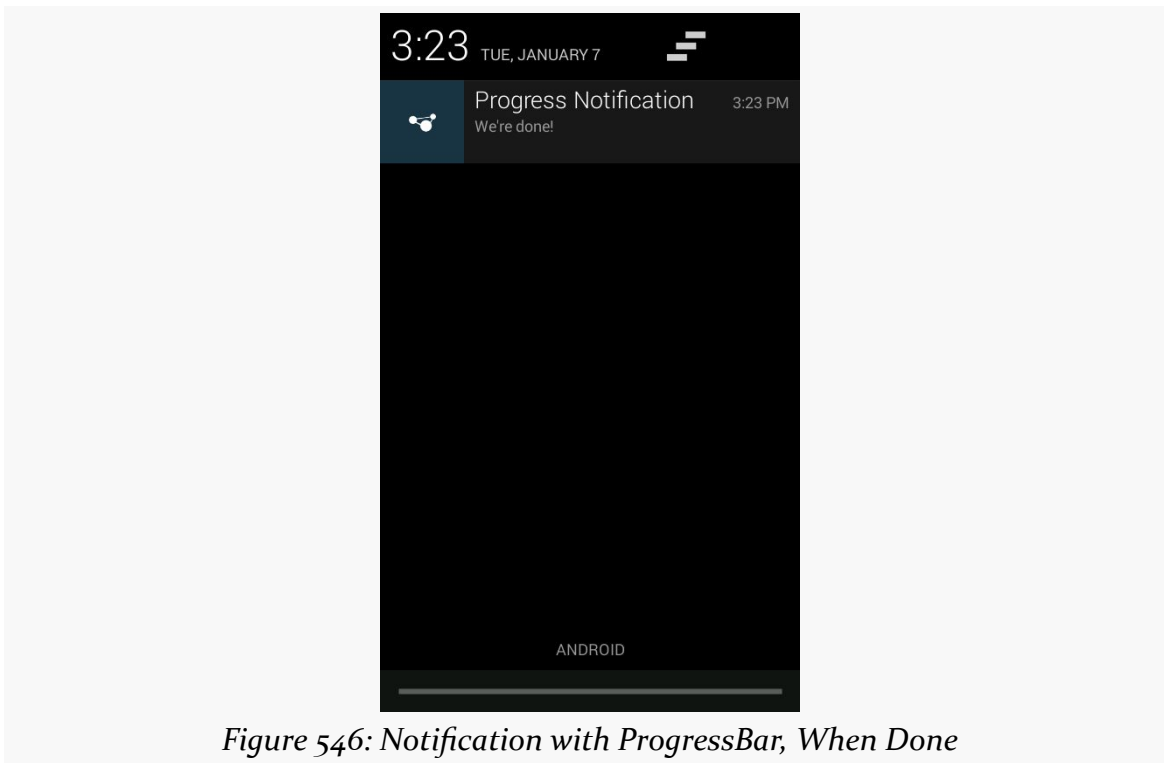 3:23 TUE, JANUARY 7
Progress Notification 3:23 PM
We're done!
ANDROID
Figure 546: Notification with ProgressBar, When Done